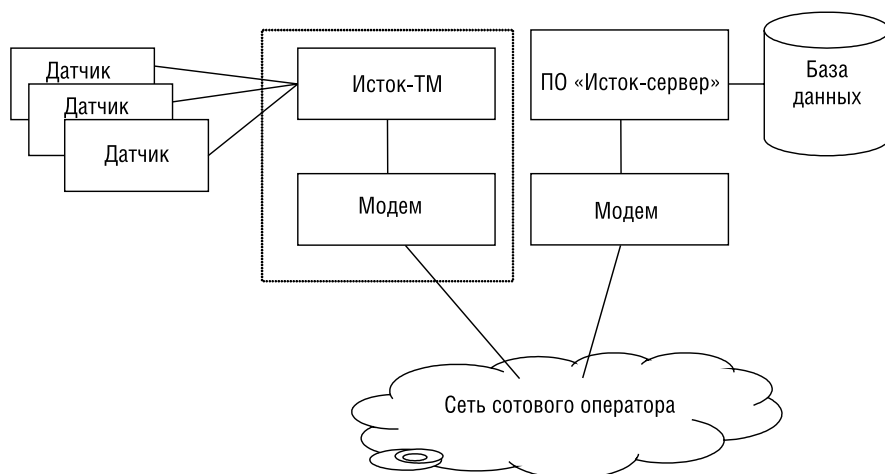 Датчик
Датчик
Датчик
Исток-ТМ
Модем
ПО «Исток-сервер»
Модем
База
данных
Сеть сотового оператора